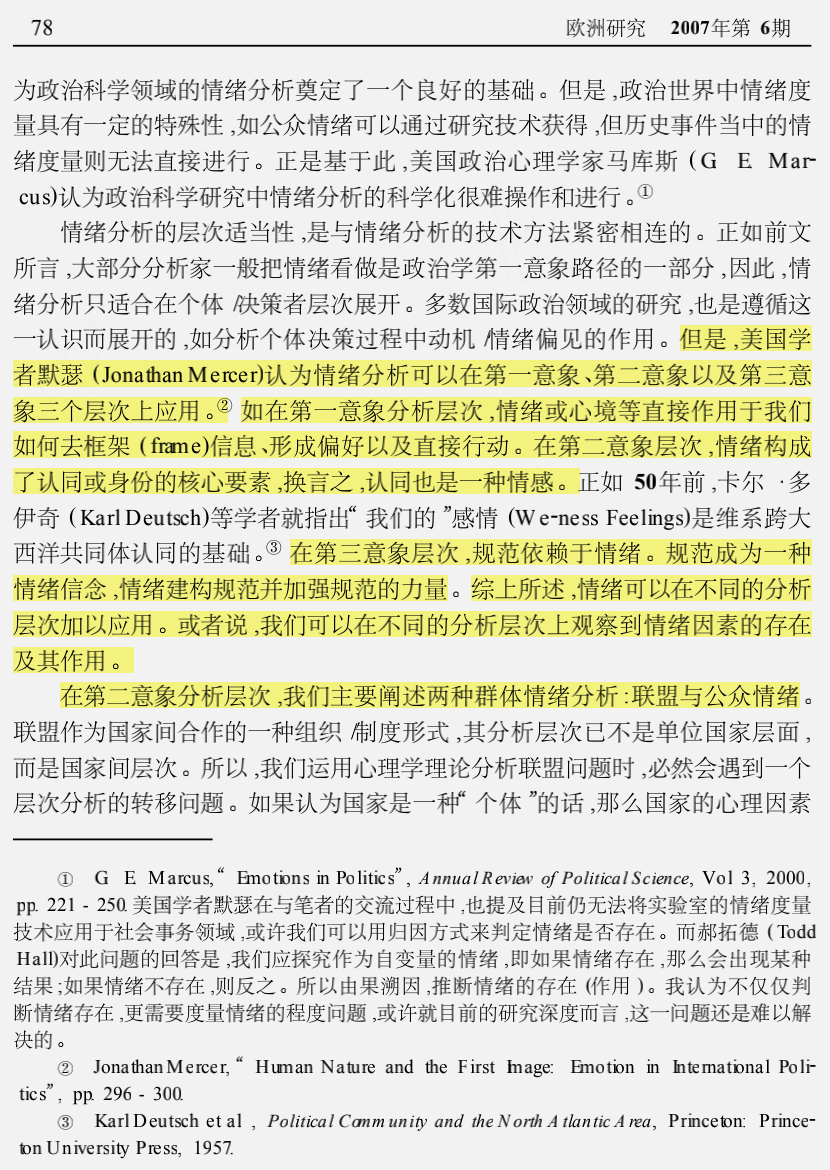 78 欧洲研究 2007年第 6期
为政治科学领域的情绪分析奠定了一个良好的基础。但是,政治世界中情绪度
量具有一定的特殊性,如公众情绪可以通过研究技术获得,但历史事件当中的情
绪度量则无法直接进行。正是基于此,美国政治心理学家马库斯 (G. E. Mar-
cus)认为政治科学研究中情绪分析的科学化很难操作和进行。①
情绪分析的层次适当性,是与情绪分析的技术方法紧密相连的。正如前文
所言,大部分分析家一般把情绪看做是政治学第一意象路径的一部分,因此,情
绪分析只适合在个体 /决策者层次展开。多数国际政治领域的研究,也是遵循这
一认识而展开的,如分析个体决策过程中动机 /情绪偏见的作用。但是,美国学
者默瑟 (Jonathan Mercer)认为情绪分析可以在第一意象、第二意象以及第三意
象三个层次上应用。② 如在第一意象分析层次,情绪或心境等直接作用于我们
如何去框架 (frame)信息、形成偏好以及直接行动。在第二意象层次,情绪构成
了认同或身份的核心要素,换言之,认同也是一种情感。正如 50年前,卡尔 ·多
伊奇 (Karl Deutsch)等学者就指出“我们的”感情 (We-ness Feelings)是维系跨大
西洋共同体认同的基础。③ 在第三意象层次,规范依赖于情绪。规范成为一种
情绪信念,情绪建构规范并加强规范的力量。综上所述,情绪可以在不同的分析
层次加以应用。或者说,我们可以在不同的分析层次上观察到情绪因素的存在
及其作用。
在第二意象分析层次,我们主要阐述两种群体情绪分析:联盟与公众情绪。
联盟作为国家间合作的一种组织 /制度形式,其分析层次已不是单位国家层面,
而是国家间层次。所以,我们运用心理学理论分析联盟问题时,必然会遇到一个
层次分析的转移问题。如果认为国家是一种“个体”的话,那么国家的心理因素
① G. E. Marcus, “Emotions in Politics”, Annual Review of Political Science, Vol. 3, 2000,
pp. 221 - 250. 美国学者默瑟在与笔者的交流过程中,也提及目前仍无法将实验室的情绪度量
技术应用于社会事务领域,或许我们可以用归因方式来判定情绪是否存在。而郝拓德 (Todd
Hall)对此问题的回答是,我们应探究作为自变量的情绪,即如果情绪存在,那么会出现某种
结果;如果情绪不存在,则反之。所以由果溯因,推断情绪的存在 (作用)。我认为不仅仅判
断情绪存在,更需要度量情绪的程度问题,或许就目前的研究深度而言,这一问题还是难以解
决的。
② Jonathan Mercer, “Human Nature and the First Image: Emotion in International Poli-
tics”, pp. 296 - 300.
③ Karl Deutsch et al., Political Community and the North Atlantic Area, Princeton: Prince-
ton University Press, 1957.